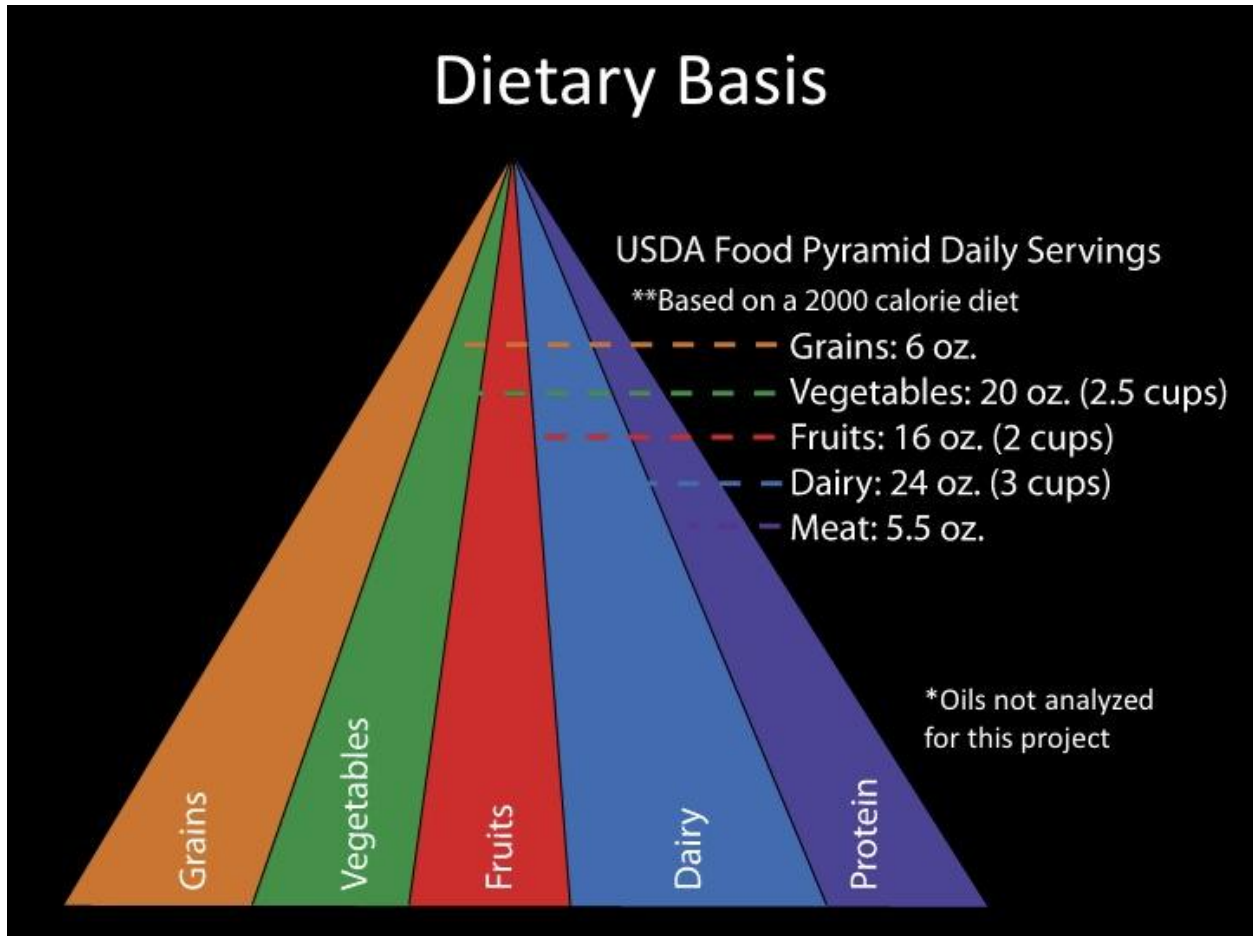 Dietary Basis
USDA Food Pyramid Daily Servings
**Based on a 2000 calorie diet
Grains: 6 oz.
Vegetables: 20 oz. (2.5 cups)
Fruits: 16 oz. (2 cups)
Dairy: 24 oz. (3 cups)
Meat: 5.5 oz.
*Oils not analyzed
for this project
Grains
Vegetables
Fruits
Dairy
Protein